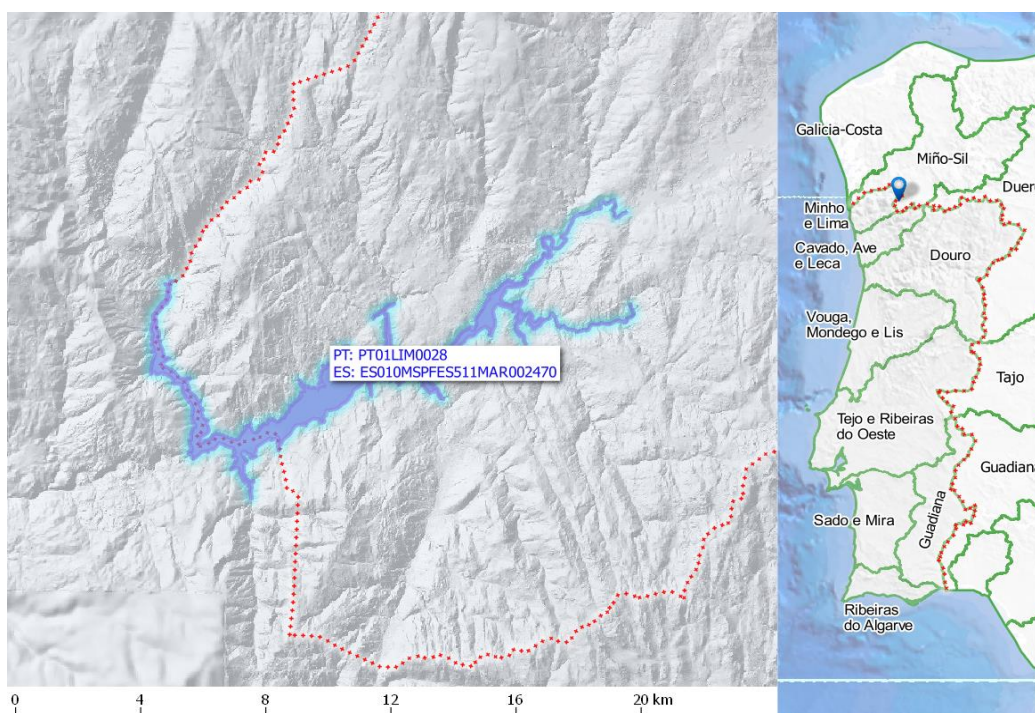 PT: PT01LIM0028
ES: ES010MSPFES511MAR002470
0
4
8
12
16
20 km
Galicia-Costa
Miño-Sil
Duer
Minho
e Lima
Cavado, Ave
e Leca
Douro
Vouga,
Mondego e Lis
Tajo
Tejo e Ribeiras
do Oeste
Guadiana
Sado e Mira
Guadiana
Ribeiras
do Algarve